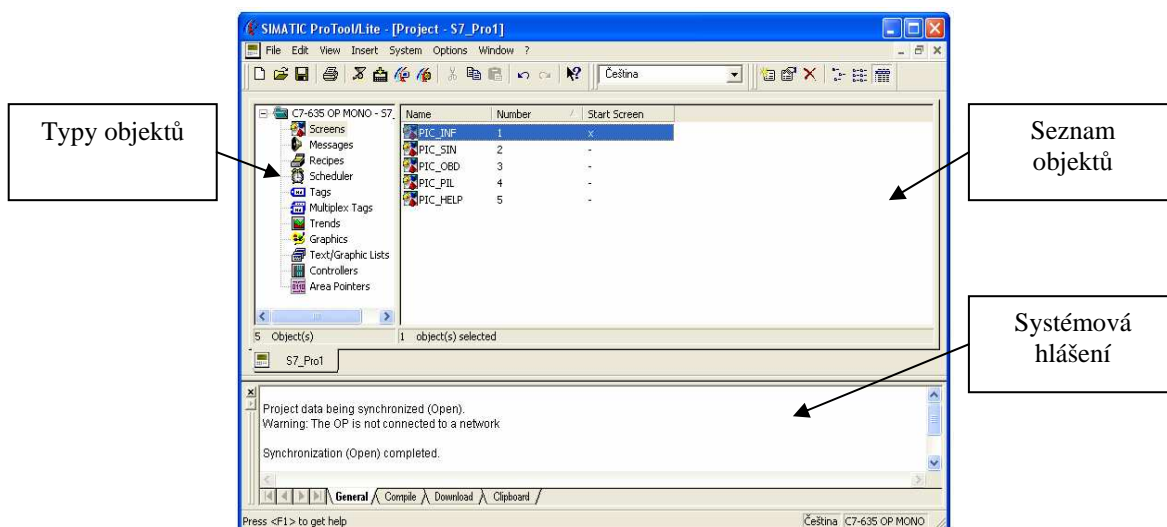 SIMATIC ProTool/Lite - [Project - S7_Pro1]
File Edit View Insert System Options Window ?
Čeština
Typy objektů
C7-635 OP MONO - S7_
Screens
Messages
Recipes
Scheduler
Tags
Multiplex Tags
Trends
Graphics
Text/Graphic Lists
Controllers
Area Pointers
Name Number Start Screen
PIC_INF 1 x
PIC_SIN 2 -
PIC_OBD 3 -
PIC_PIL 4 -
PIC_HELP 5 -
Seznam
objektů
5 Object(s)
1 object(s) selected
S7_Pro1
Systémová
hlášení
Project data being synchronized (Open).
Warning: The OP is not connected to a network
Synchronization (Open) completed.
General Compile Download Clipboard
Press <F1> to get help
Čeština C7-635 OP MONO